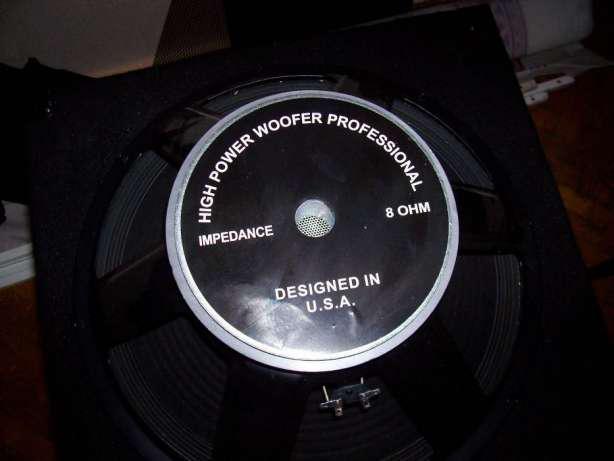 HIGH POWER WOOFER PROFESSIONAL
IMPEDANCE 8 OHM
DESIGNED IN
U.S.A.